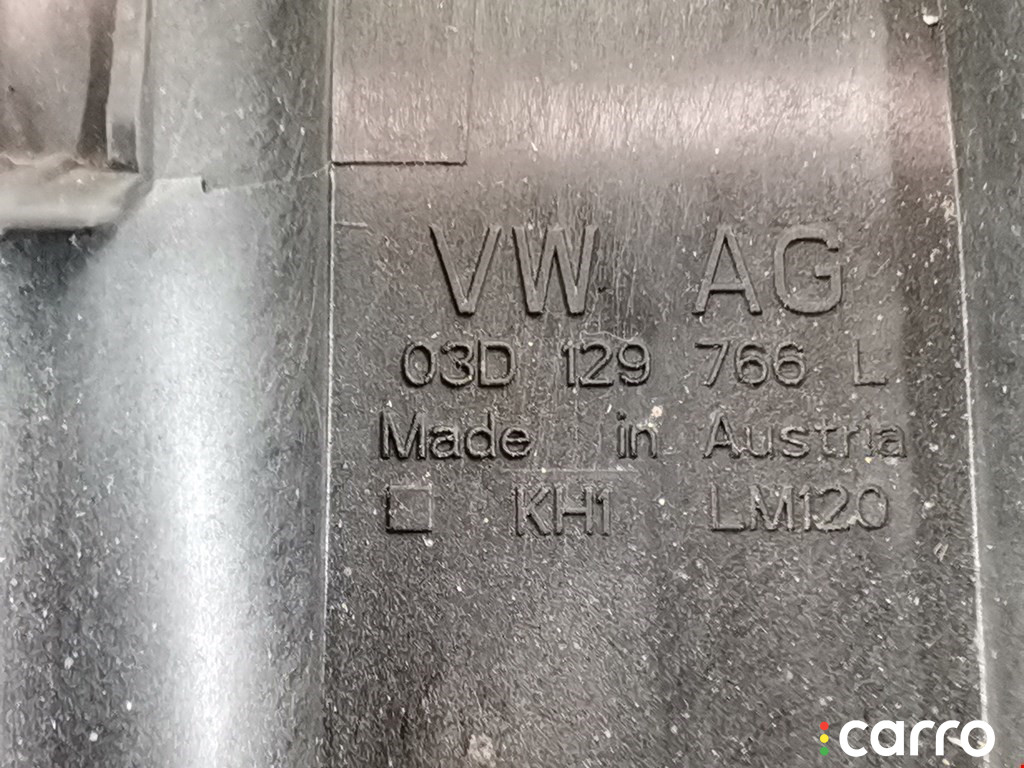 VW AG
03D 129 766 L
Made in Austria
KH1 LM120
carro